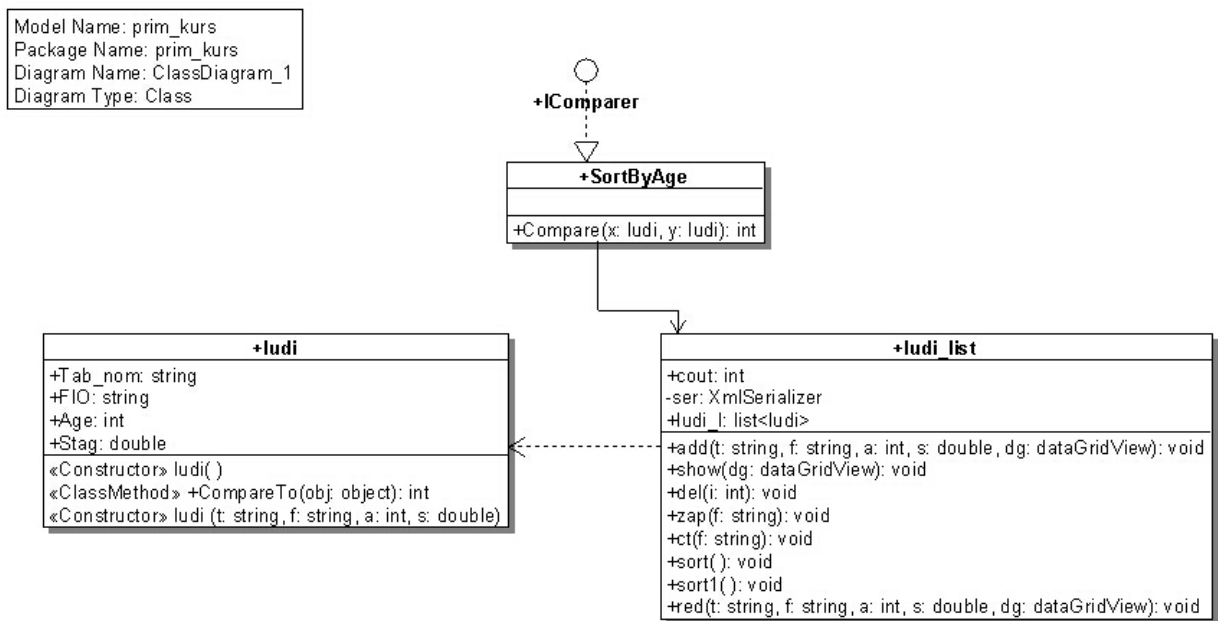 Model Name: prim_kurs
Package Name: prim_kurs
Diagram Name: ClassDiagram_1
Diagram Type: Class
+IComparer
+SortByAge
+Compare(x: ludi, y: ludi): int
+ludi
+Tab_nom: string
+FIO: string
+Age: int
+Stag: double
«Constructor» ludi( )
«ClassMethod» +CompareTo(obj: object): int
«Constructor» ludi (t: string, f: string, a: int, s: double)
+ludi_list
+cout: int
-ser: XmlSerializer
+ludi_l: list<ludi>
+add(t: string, f: string, a: int, s: double, dg: dataGridView): void
+show(dg: dataGridView): void
+del(i: int): void
+zap(f: string): void
+ct(f: string): void
+sort( ): void
+sort1( ): void
+red(t: string, f: string, a: int, s: double, dg: dataGridView): void